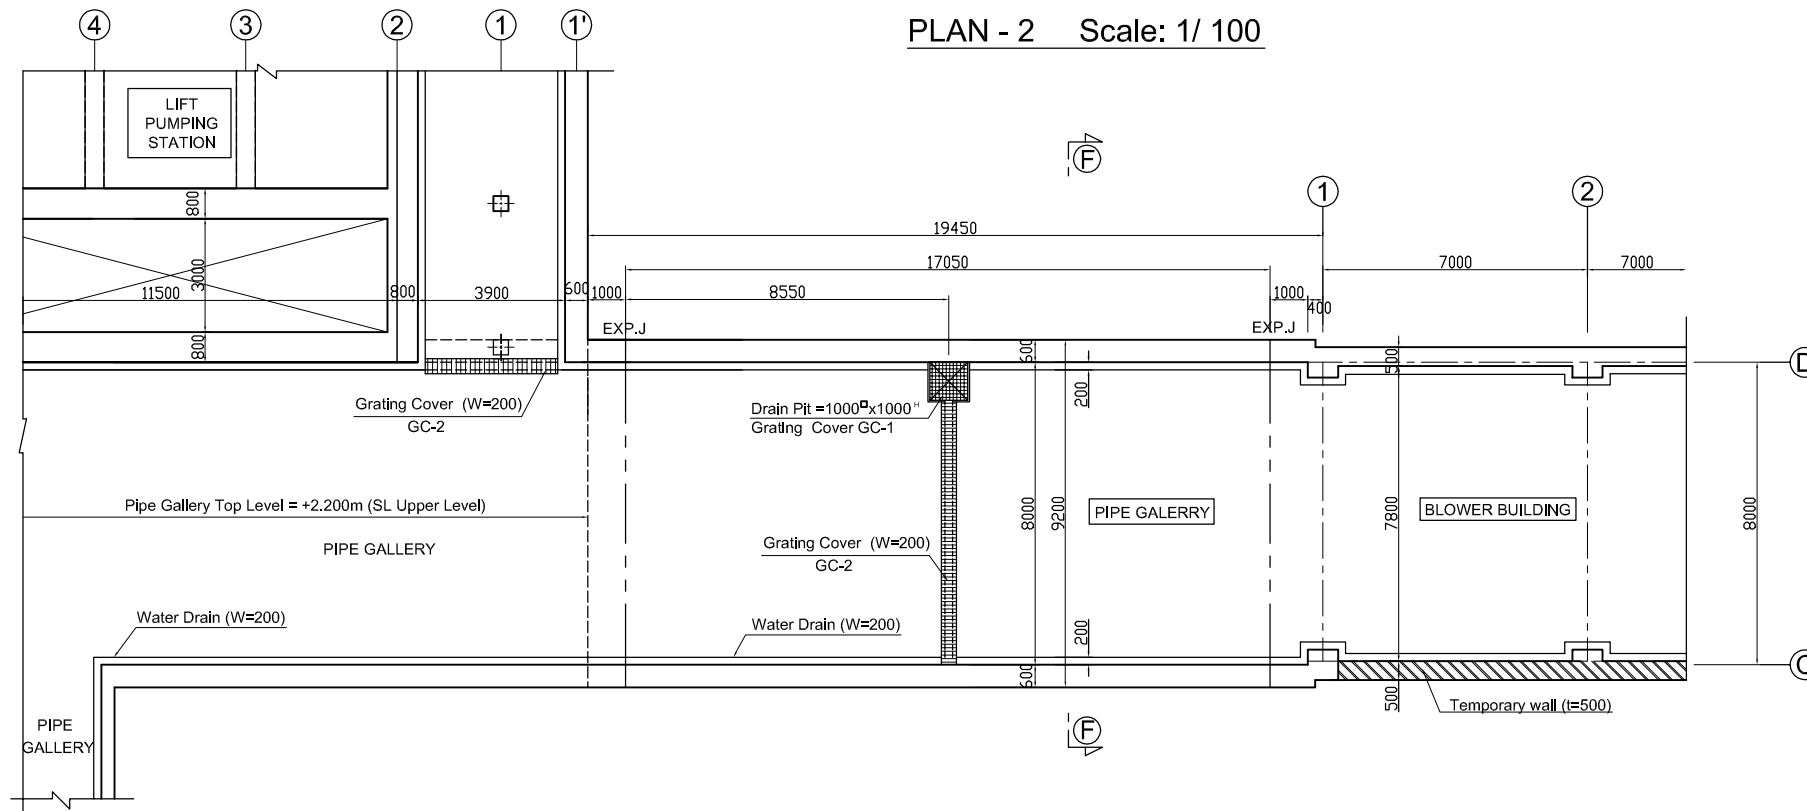 PLAN - 2 Scale: 1/ 100
4
3
2
1
1'
LIFT
PUMPING
STATION
F
1
2
800
19450
3000
17050
7000
7000
11500
800
3900
600
1000
8550
1000
400
800
EXP.J
EXP.J
600
500
D
Grating Cover (W=200)
GC-2
Drain Pit =1000□x1000H
Grating Cover GC-1
200
Pipe Gallery Top Level = +2.200m (SL Upper Level)
PIPE GALLERY
Grating Cover (W=200)
GC-2
8000
9200
PIPE GALERRY
7800
BLOWER BUILDING
8000
Water Drain (W=200)
Water Drain (W=200)
200
600
C
500
Temporary wall (t=500)
PIPE
GALLERY
F